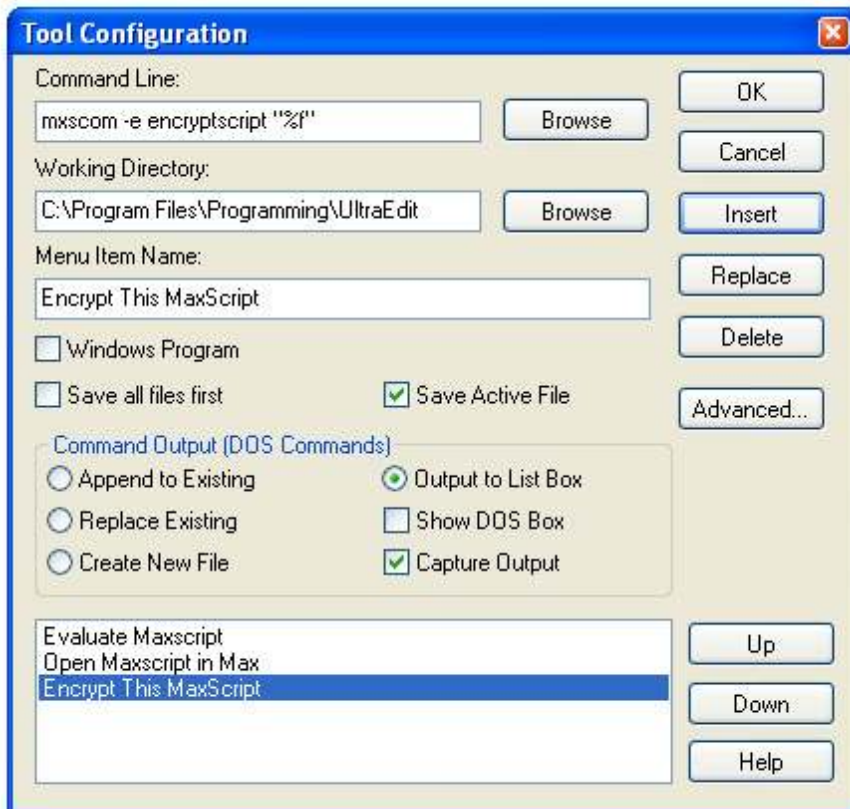 Tool Configuration
Command Line:
OK
mxscom -e encryptscript "%f"
Browse
Cancel
Working Directory:
C:\Program Files\Programming\UltraEdit
Browse
Insert
Menu Item Name:
Replace
Encrypt This MaxScript
Delete
Windows Program
Save all files first
Save Active File
Advanced...
Command Output (DOS Commands)
Append to Existing
Output to List Box
Replace Existing
Show DOS Box
Create New File
Capture Output
Evaluate Maxscript
Open Maxscript in Max
Encrypt This MaxScript
Up
Down
Help